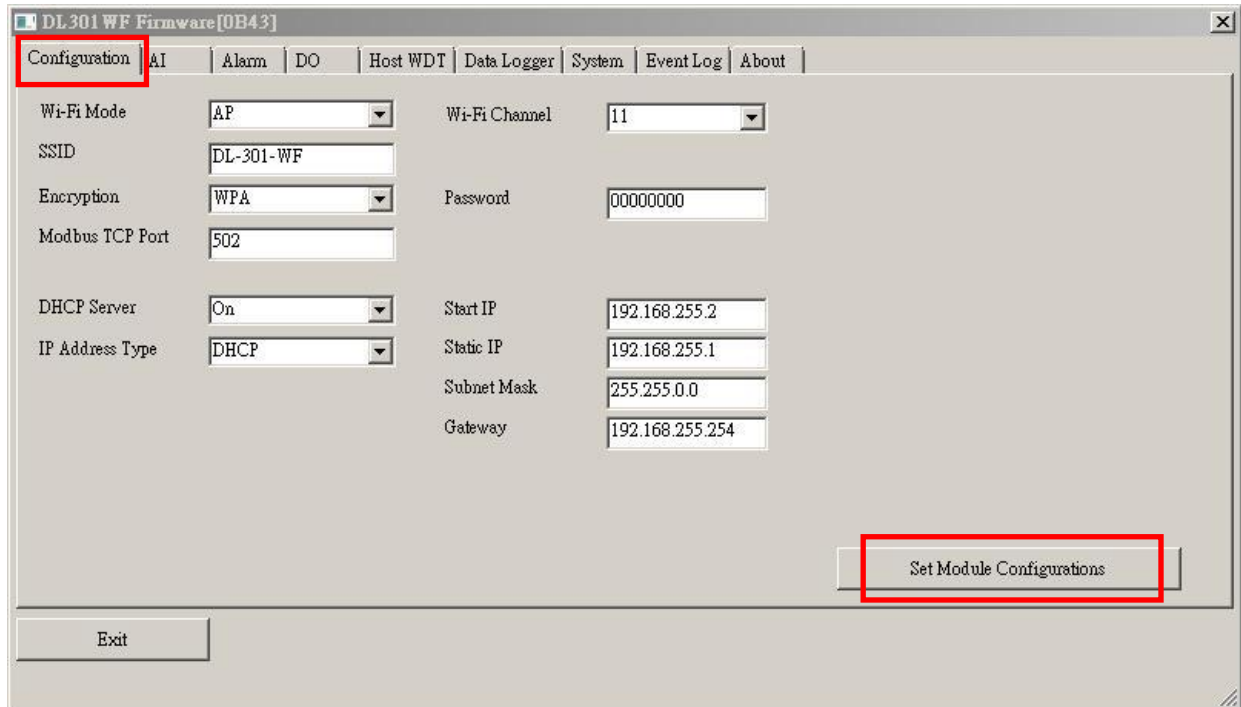 DL301WF Firmware[0B43]
Configuration AI Alarm DO Host WDT Data Logger System Event Log About
Wi-Fi Mode AP Wi-Fi Channel 11
SSID DL-301-WF
Encryption WPA Password 00000000
Modbus TCP Port 502
DHCP Server On Start IP 192.168.255.2
IP Address Type DHCP Static IP 192.168.255.1
Subnet Mask 255.255.0.0
Gateway 192.168.255.254
Set Module Configurations
Exit